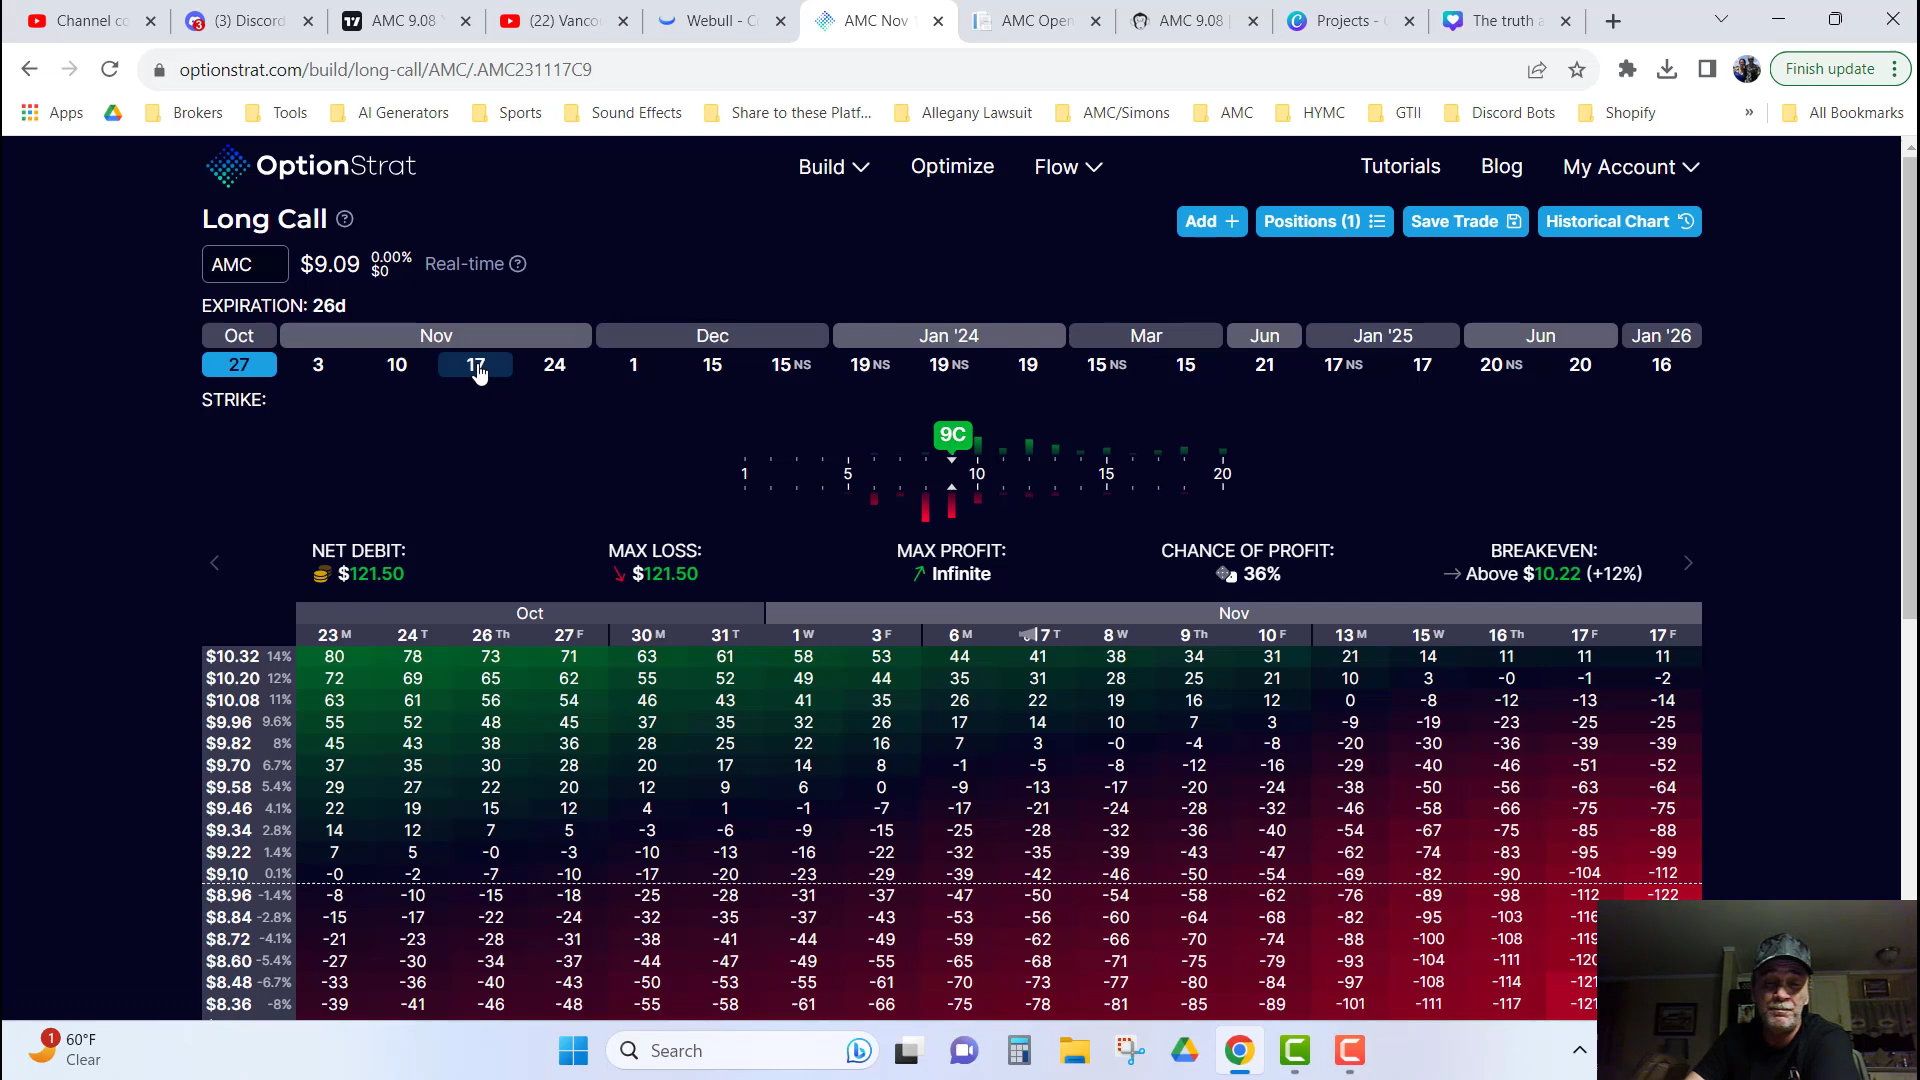 Channel co
(3) Discord
AMC 9.08
(22) Vanco
Webull - C
AMC Nov
AMC Open
AMC 9.08
Projects -
The truth a
optionstrat.com/build/long-call/AMC/.AMC231117C9
Finish update
Apps Brokers Tools AI Generators Sports Sound Effects Share to these Platf... Allegany Lawsuit AMC/Simons AMC HYMC GTII Discord Bots Shopify » All Bookmarks
OptionStrat Build Optimize Flow Tutorials Blog My Account
Long Call
Add + Positions (1) Save Trade Historical Chart
AMC $9.09 0.00% $0 Real-time
EXPIRATION: 26d
Oct Nov Dec Jan '24 Mar Jun Jan '25 Jun Jan '26
27 3 10 17 24 1 15 15 NS 19 NS 19 NS 19 15 NS 15 21 17 NS 17 20 NS 20 16
STRIKE:
9C
1 5 10 15 20
NET DEBIT: MAX LOSS: MAX PROFIT: CHANCE OF PROFIT: BREAKEVEN:
$121.50 $121.50 Infinite 36% Above $10.22 (+12%)
Oct Nov
23 M 24 T 26 Th 27 F 30 M 31 T 1 W 3 F 6 M 7 T 8 W 9 Th 10 F 13 M 15 W 16 Th 17 F 17 F
$10.32 14% 80 78 73 71 63 61 58 53 44 41 38 34 31 21 14 11 11 11
$10.20 12% 72 69 65 62 55 52 49 44 35 31 28 25 21 10 3 -0 -1 -2
$10.08 11% 63 61 56 54 46 43 41 35 26 22 19 16 12 0 -8 -12 -13 -14
$9.96 9.6% 55 52 48 45 37 35 32 26 17 14 10 7 3 -9 -19 -23 -25 -25
$9.82 8% 45 43 38 36 28 25 22 16 7 3 -0 -4 -8 -20 -30 -36 -39 -39
$9.70 6.7% 37 35 30 28 20 17 14 8 -1 -5 -8 -12 -16 -29 -40 -46 -51 -52
$9.58 5.4% 29 27 22 20 12 9 6 0 -9 -13 -17 -20 -24 -38 -50 -56 -63 -64
$9.46 4.1% 22 19 15 12 4 1 -1 -7 -17 -21 -24 -28 -32 -46 -58 -66 -75 -75
$9.34 2.8% 14 12 7 5 -3 -6 -9 -15 -25 -28 -32 -36 -40 -54 -67 -75 -85 -88
$9.22 1.4% 7 5 -0 -3 -10 -13 -16 -22 -32 -35 -39 -43 -47 -62 -74 -83 -95 -99
$9.10 0.1% -0 -2 -7 -10 -17 -20 -23 -29 -39 -42 -46 -50 -54 -69 -82 -90 -104 -112
$8.96 -1.4% -8 -10 -15 -18 -25 -28 -31 -37 -47 -50 -54 -58 -62 -76 -89 -98 -112 -122
$8.84 -2.8% -15 -17 -22 -24 -32 -35 -37 -43 -53 -56 -60 -64 -68 -82 -95 -103 -116
$8.72 -4.1% -21 -23 -28 -31 -38 -41 -44 -49 -59 -62 -66 -70 -74 -88 -100 -108 -119
$8.60 -5.4% -27 -30 -34 -37 -44 -47 -49 -55 -65 -68 -71 -75 -79 -93 -104 -111 -120
$8.48 -6.7% -33 -36 -40 -43 -50 -53 -55 -61 -70 -73 -77 -80 -84 -97 -108 -114 -121
$8.36 -8% -39 -41 -46 -48 -55 -58 -61 -66 -75 -78 -81 -85 -89 -101 -111 -117 -121
1 60°F
Clear
Search